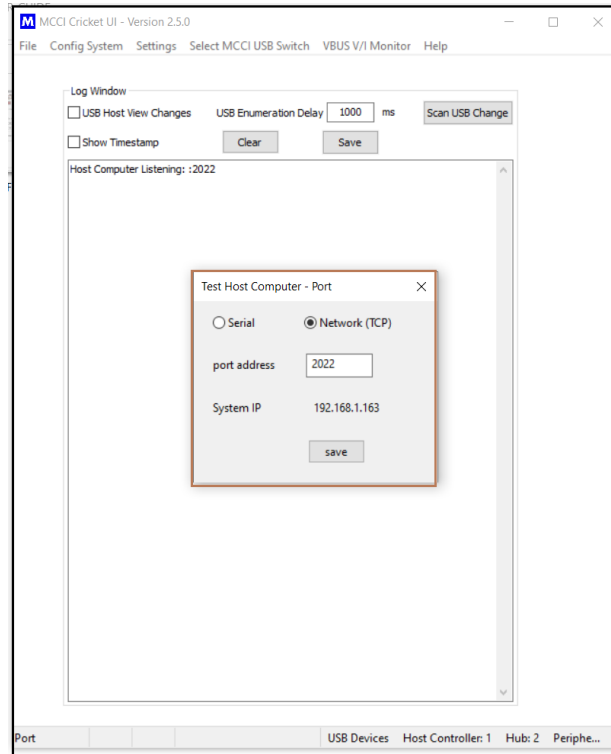 M MCCI Cricket UI - Version 2.5.0
File Config System Settings Select MCCI USB Switch VBUS V/I Monitor Help
Log Window
USB Host View Changes USB Enumeration Delay 1000 ms Scan USB Change
Show Timestamp Clear Save
Host Computer Listening: :2022
Test Host Computer - Port
Serial Network (TCP)
port address 2022
System IP 192.168.1.163
save
Port USB Devices Host Controller: 1 Hub: 2 Periphe...